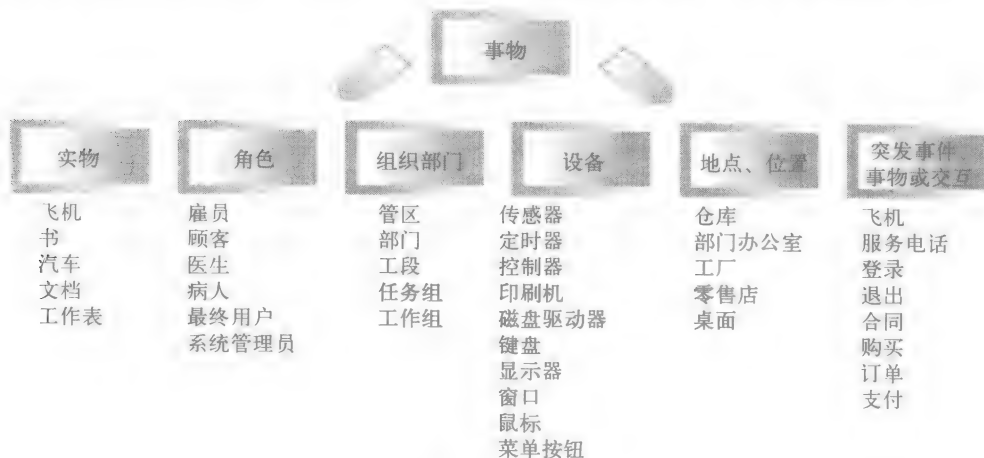 事物
实物
飞机
书
汽车
文档
工作表
角色
雇员
顾客
医生
病人
最终用户
系统管理员
组织部门
管区
部门
工段
任务组
工作组
设备
传感器
定时器
控制器
印刷机
磁盘驱动器
键盘
显示器
窗口
鼠标
菜单按钮
地点、位置
仓库
部门办公室
工厂
零售店
桌面
突发事件、
事物或交互
飞机
服务电话
登录
退出
合同
购买
订单
支付